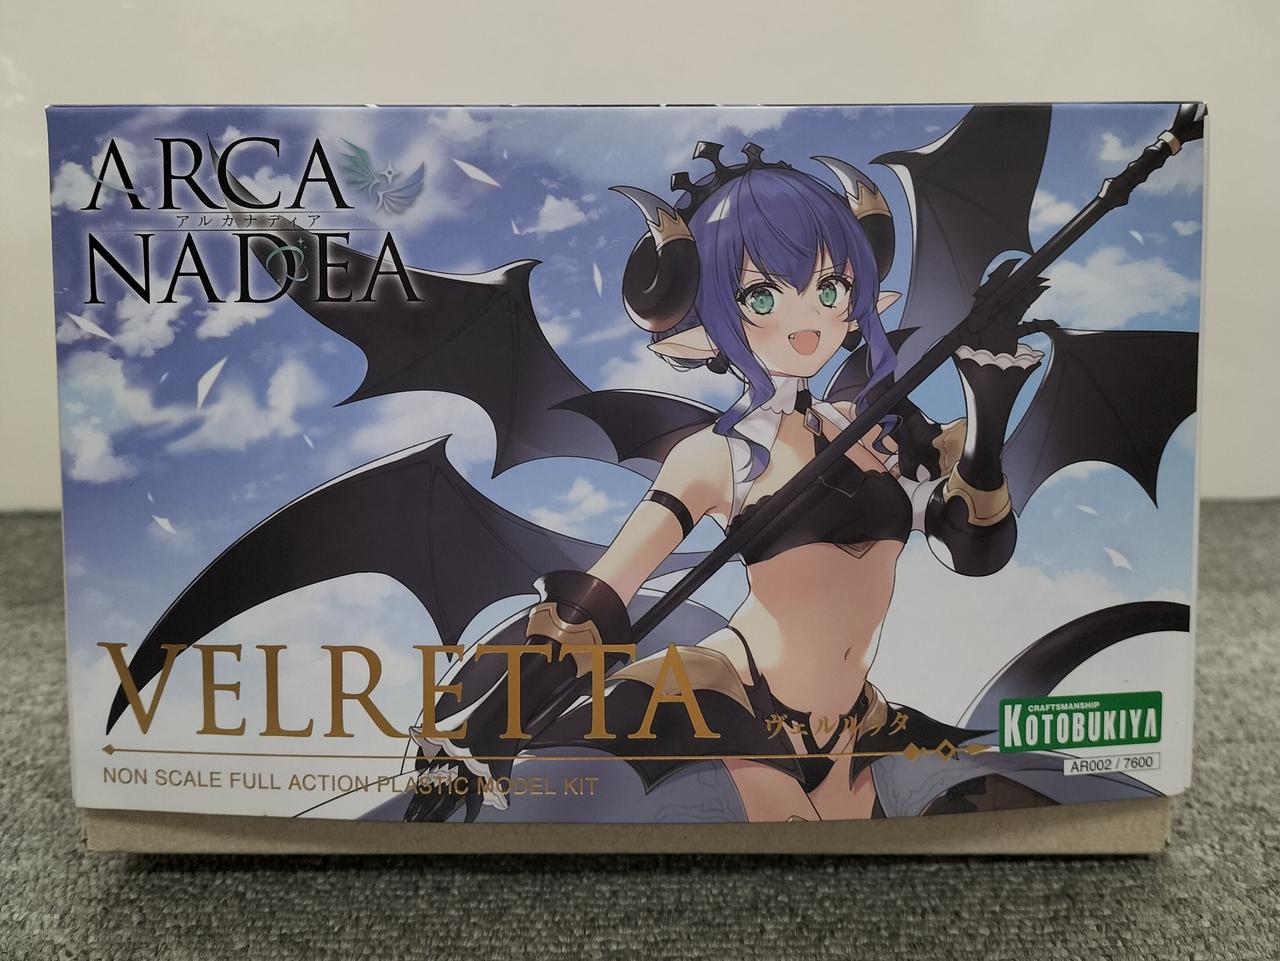 ARCA
アルカナディア
NADEA
VELRETTA
ヴェルルッタ
NON SCALE FULL ACTION PLASTIC MODEL KIT
CRAFTSMANSHIP
KOTOBUKIYA
AR002 / 7600